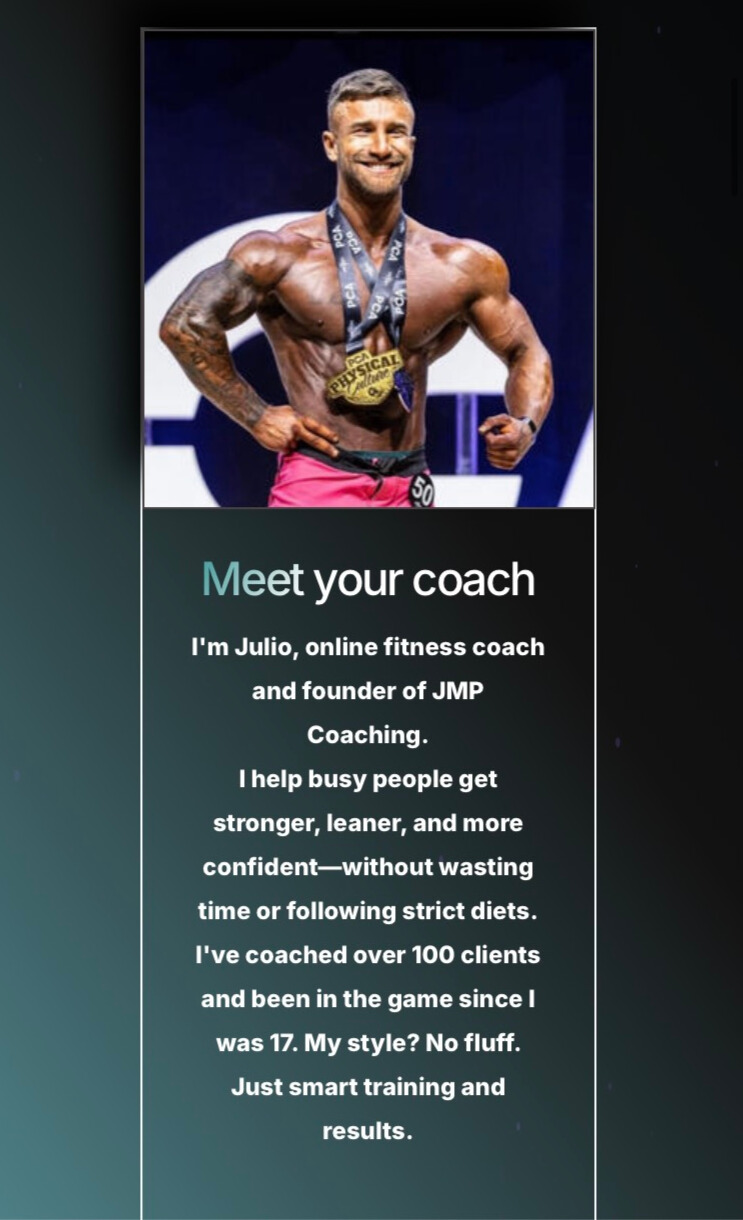 PCA
PCA
PCA
PCA
PCA
PCA
PCA
PHYSICAL
Culture
50
Meet your coach
I'm Julio, online fitness coach
and founder of JMP
Coaching.
I help busy people get
stronger, leaner, and more
confident—without wasting
time or following strict diets.
I've coached over 100 clients
and been in the game since I
was 17. My style? No fluff.
Just smart training and
results.